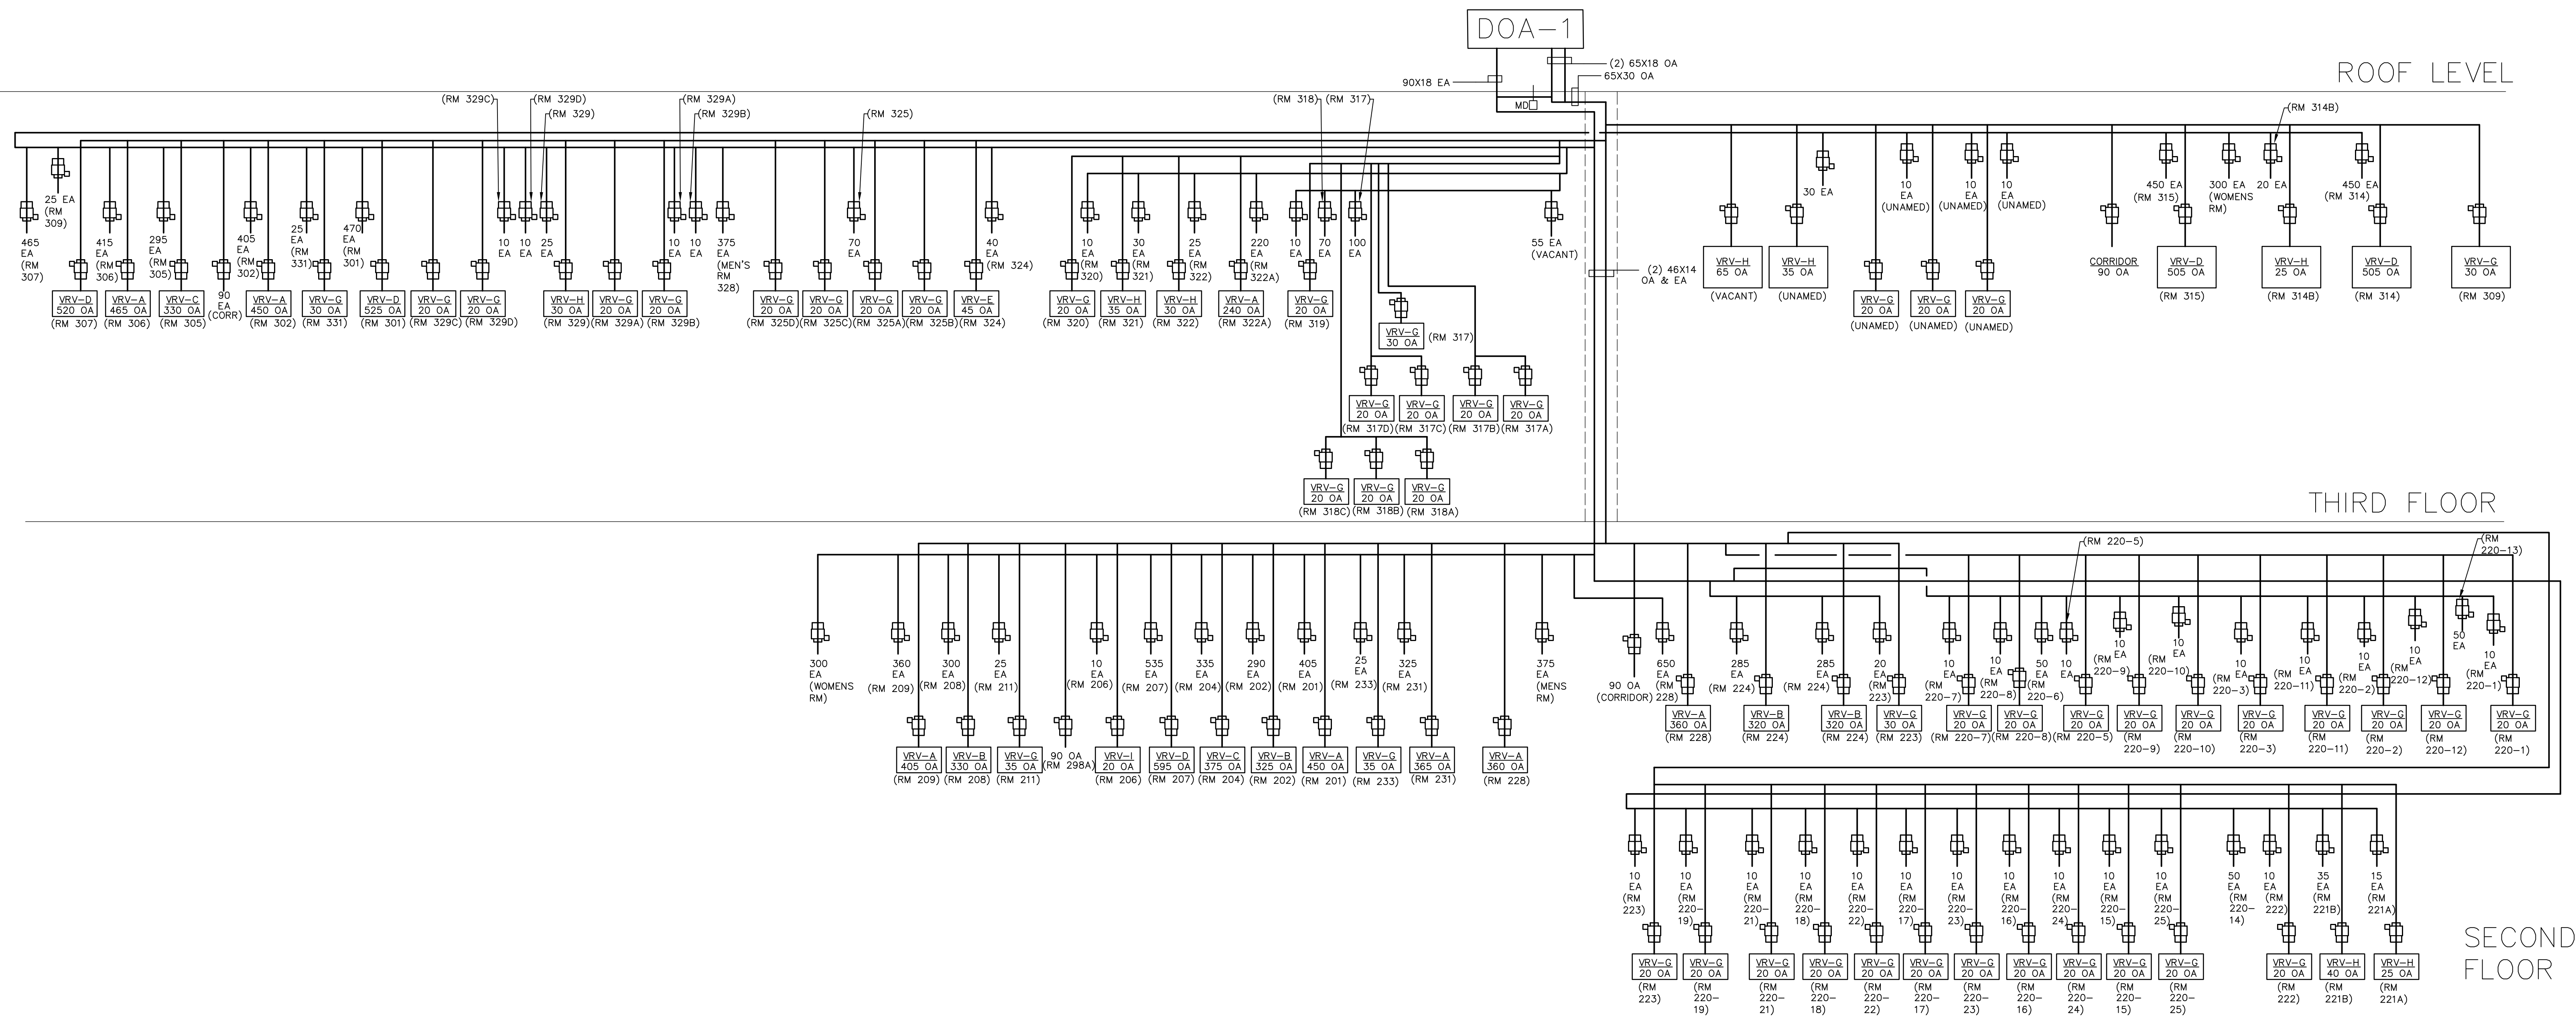 DOA-1
(2) 65X18 OA
65X30 OA
90X18 EA
MD
ROOF LEVEL
(RM 329C)
(RM 329D)
(RM 329)
(RM 329A)
(RM 329B)
(RM 325)
(RM 318)
(RM 317)
(RM 314B)
465
EA
(RM
307)
25 EA
(RM
309)
415
EA
(RM
306)
295
EA
(RM
305)
90
EA
(CORR)
405
EA
(RM
302)
25
EA
(RM
331)
470
EA
(RM
301)
10
EA
10
EA
25
EA
10
EA
10
EA
375
EA
(MEN'S
RM
328)
70
EA
40
EA
(RM 324)
10
EA
(RM
320)
30
EA
(RM
321)
25
EA
(RM
322)
220
EA
(RM
322A)
10
EA
70
EA
100
EA
55 EA
(VACANT)
(2) 46X14
OA & EA
30 EA
10
EA
(UNAMED)
10
EA
(UNAMED)
10
EA
(UNAMED)
450 EA
(RM 315)
300 EA
(WOMENS
RM)
20 EA
450 EA
(RM 314)
VRV-D
520 OA
(RM 307)
VRV-A
465 OA
(RM 306)
VRV-C
330 OA
(RM 305)
VRV-A
450 OA
(RM 302)
VRV-G
30 OA
(RM 331)
VRV-D
525 OA
(RM 301)
VRV-G
20 OA
(RM 329C)
VRV-G
20 OA
(RM 329D)
VRV-H
30 OA
(RM 329)
VRV-G
20 OA
(RM 329A)
VRV-G
20 OA
(RM 329B)
VRV-G
20 OA
(RM 325D)
VRV-G
20 OA
(RM 325C)
VRV-G
20 OA
(RM 325A)
VRV-G
20 OA
(RM 325B)
VRV-E
45 OA
(RM 324)
VRV-G
20 OA
(RM 320)
VRV-H
35 OA
(RM 321)
VRV-H
30 OA
(RM 322)
VRV-A
240 OA
(RM 322A)
VRV-G
20 OA
(RM 319)
VRV-G
30 OA
(RM 317)
VRV-H
65 OA
(VACANT)
VRV-H
35 OA
(UNAMED)
VRV-G
20 OA
(UNAMED)
VRV-G
20 OA
(UNAMED)
VRV-G
20 OA
(UNAMED)
CORRIDOR
90 OA
VRV-D
505 OA
(RM 315)
VRV-H
25 OA
(RM 314B)
VRV-D
505 OA
(RM 314)
VRV-G
30 OA
(RM 309)
VRV-G
20 OA
(RM 317D)
VRV-G
20 OA
(RM 317C)
VRV-G
20 OA
(RM 317B)
VRV-G
20 OA
(RM 317A)
VRV-G
20 OA
(RM 318C)
VRV-G
20 OA
(RM 318B)
VRV-G
20 OA
(RM 318A)
THIRD FLOOR
(RM 220-5)
(RM
220-13)
300
EA
(WOMENS
RM)
360
EA
(RM 209)
300
EA
(RM 208)
25
EA
(RM 211)
10
EA
(RM 206)
535
EA
(RM 207)
335
EA
(RM 204)
290
EA
(RM 202)
405
EA
(RM 201)
25
EA
(RM 233)
325
EA
(RM 231)
375
EA
(MENS
RM)
90 OA
(CORRIDOR)
650
EA
(RM
228)
285
EA
(RM 224)
285
EA
(RM 224)
20
EA
(RM
223)
10
EA
(RM
220-7)
10
EA
(RM
220-8)
50
EA
(RM
220-6)
10
EA
10
EA
(RM
220-9)
10
EA
(RM
220-10)
10
EA
(RM
220-3)
10
EA
(RM
220-11)
10
EA
(RM
220-2)
10
EA
(RM
220-12)
50
EA
10
EA
(RM
220-1)
VRV-A
360 OA
(RM 228)
VRV-B
320 OA
(RM 224)
VRV-B
320 OA
(RM 224)
VRV-G
30 OA
(RM 223)
VRV-G
20 OA
(RM 220-7)
VRV-G
20 OA
(RM 220-8)
VRV-G
20 OA
(RM 220-5)
VRV-G
20 OA
(RM
220-9)
VRV-G
20 OA
(RM
220-10)
VRV-G
20 OA
(RM
220-3)
VRV-G
20 OA
(RM
220-11)
VRV-G
20 OA
(RM
220-2)
VRV-G
20 OA
(RM
220-12)
VRV-G
20 OA
(RM
220-1)
VRV-A
405 OA
(RM 209)
VRV-B
330 OA
(RM 208)
VRV-G
35 OA
(RM 211)
90 OA
(RM 298A)
VRV-I
20 OA
(RM 206)
VRV-D
595 OA
(RM 207)
VRV-C
375 OA
(RM 204)
VRV-B
325 OA
(RM 202)
VRV-A
450 OA
(RM 201)
VRV-G
35 OA
(RM 233)
VRV-A
365 OA
(RM 231)
VRV-A
360 OA
(RM 228)
10
EA
(RM
223)
10
EA
(RM
220-
19)
10
EA
(RM
220-
21)
10
EA
(RM
220-
18)
10
EA
(RM
220-
22)
10
EA
(RM
220-
17)
10
EA
(RM
220-
23)
10
EA
(RM
220-
16)
10
EA
(RM
220-
24)
10
EA
(RM
220-
15)
10
EA
(RM
220-
25)
50
EA
(RM
220-
14)
10
EA
(RM
222)
35
EA
(RM
221B)
15
EA
(RM
221A)
VRV-G
20 OA
(RM
223)
VRV-G
20 OA
(RM
220-
19)
VRV-G
20 OA
(RM
220-
21)
VRV-G
20 OA
(RM
220-
18)
VRV-G
20 OA
(RM
220-
22)
VRV-G
20 OA
(RM
220-
17)
VRV-G
20 OA
(RM
220-
23)
VRV-G
20 OA
(RM
220-
16)
VRV-G
20 OA
(RM
220-
24)
VRV-G
20 OA
(RM
220-
15)
VRV-G
20 OA
(RM
220-
25)
VRV-G
20 OA
(RM
222)
VRV-H
40 OA
(RM
221B)
VRV-H
25 OA
(RM
221A)
SECOND
FLOOR